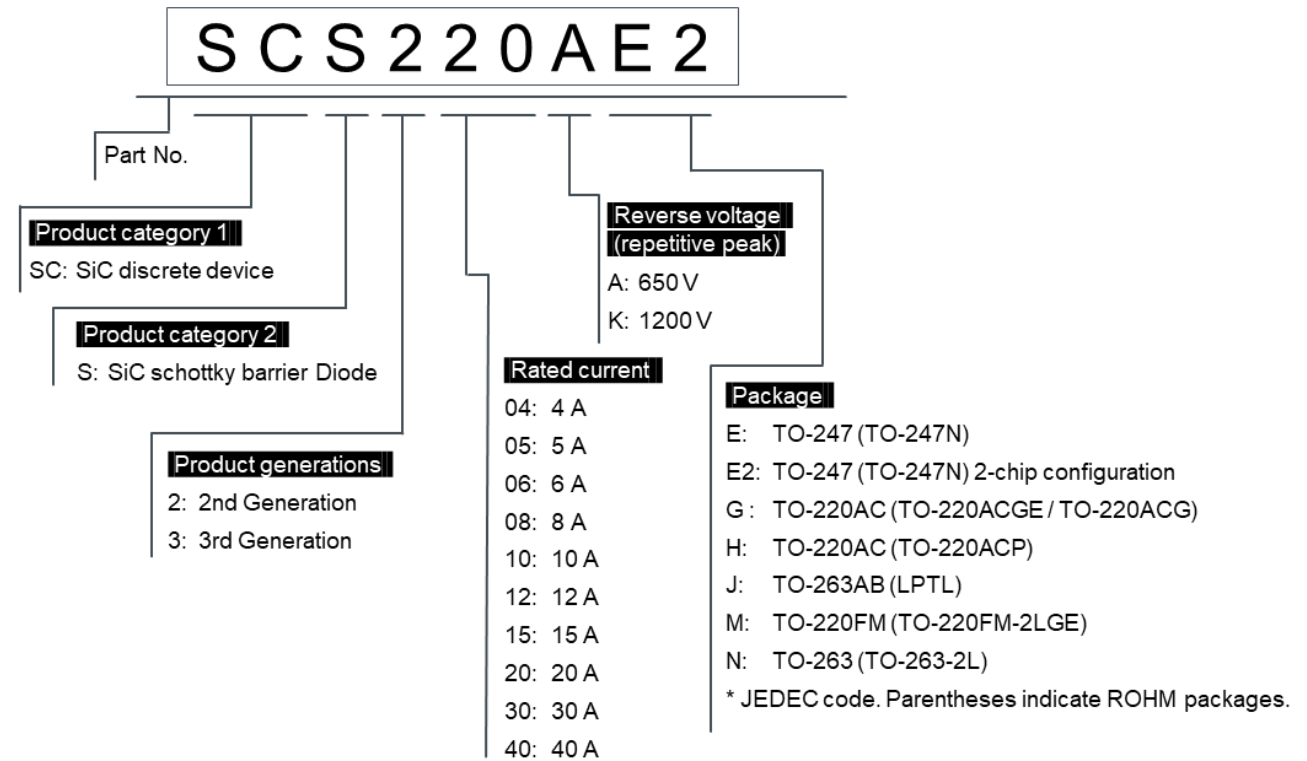 SCS220AE2
Part No.
Product category 1
SC: SiC discrete device
Product category 2
S: SiC schottky barrier Diode
Product generations
2: 2nd Generation
3: 3rd Generation
Rated current
04: 4 A
05: 5 A
06: 6 A
08: 8 A
10: 10 A
12: 12 A
15: 15 A
20: 20 A
30: 30 A
40: 40 A
Reverse voltage
(repetitive peak)
A: 650 V
K: 1200 V
Package
E: TO-247 (TO-247N)
E2: TO-247 (TO-247N) 2-chip configuration
G : TO-220AC (TO-220ACGE / TO-220ACG)
H: TO-220AC (TO-220ACP)
J: TO-263AB (LPTL)
M: TO-220FM (TO-220FM-2LGE)
N: TO-263 (TO-263-2L)
* JEDEC code. Parentheses indicate ROHM packages.